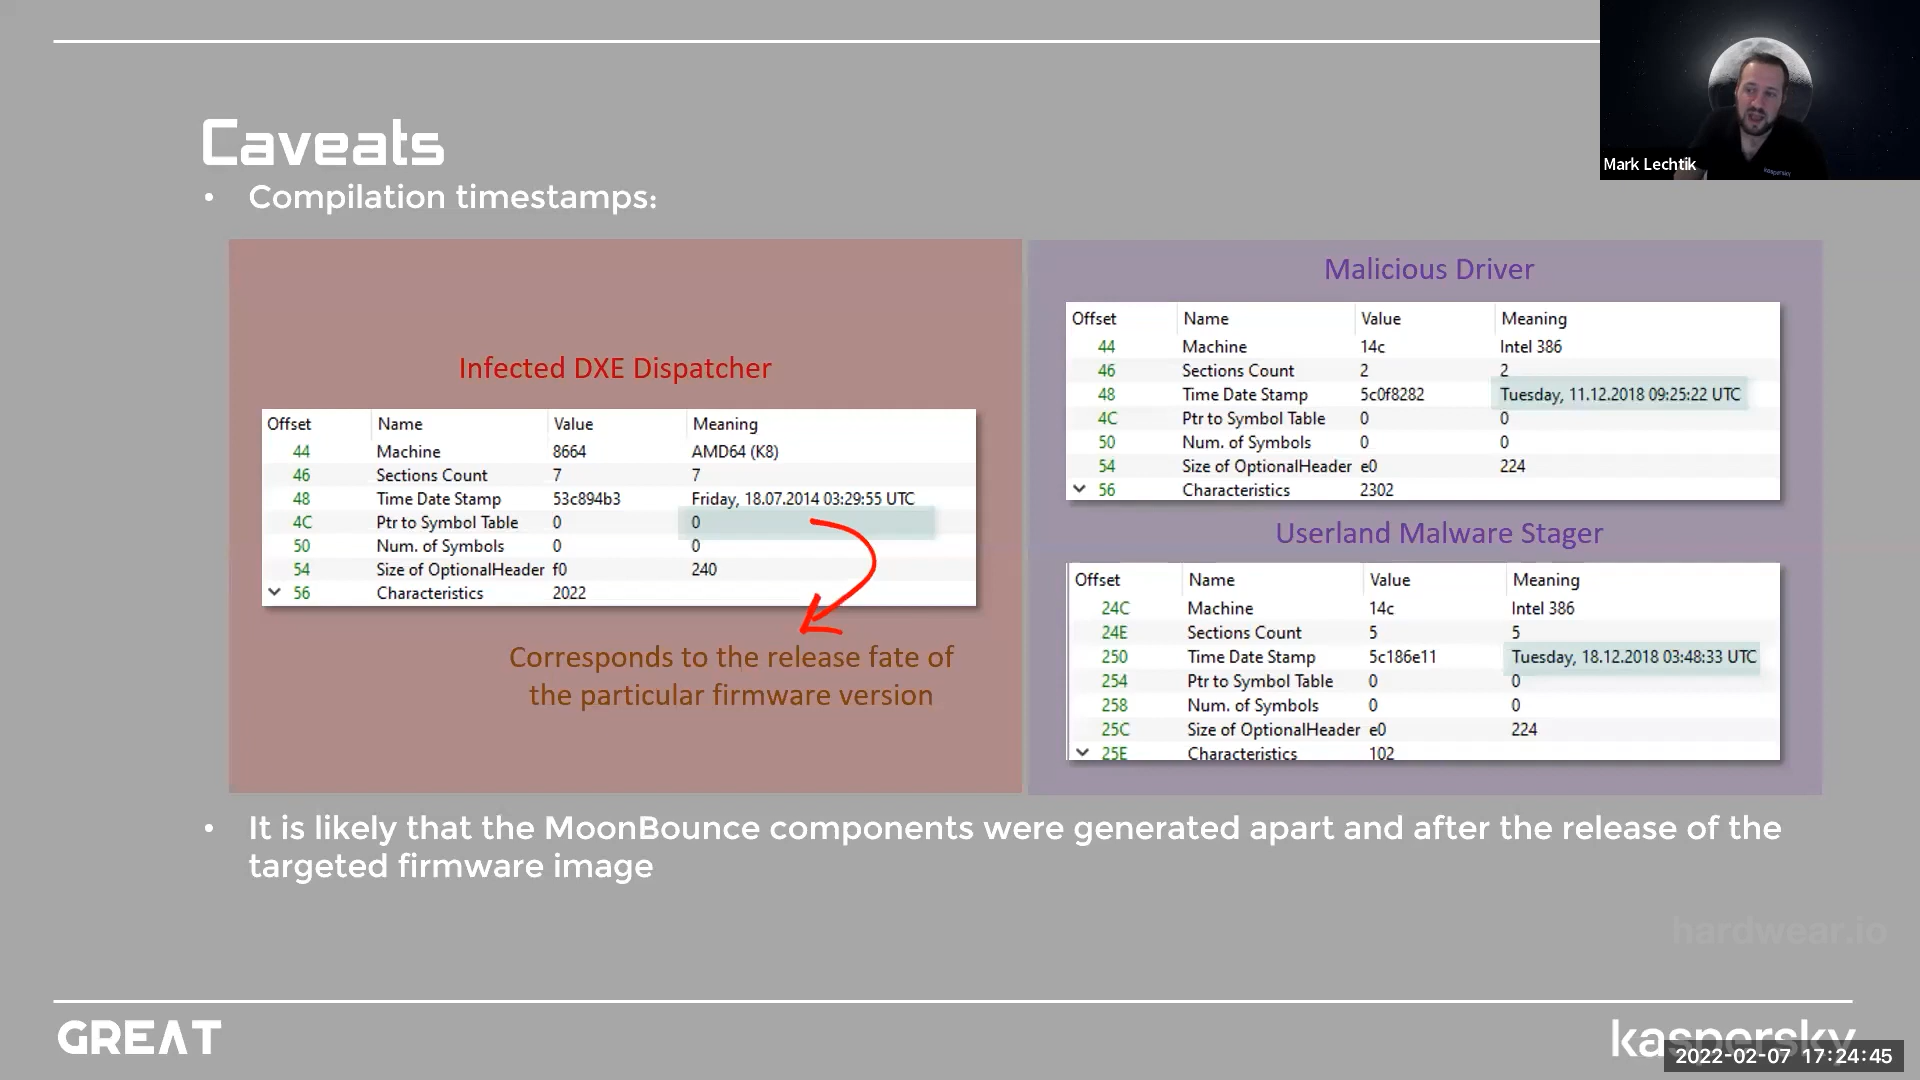 Caveats
• Compilation timestamps:
Infected DXE Dispatcher
Offset Name Value Meaning
44 Machine 8664 AMD64 (K8)
46 Sections Count 7 7
48 Time Date Stamp 53c894b3 Friday, 18.07.2014 03:29:55 UTC
4C Ptr to Symbol Table 0 0
50 Num. of Symbols 0 0
54 Size of OptionalHeader f0 240
56 Characteristics 2022
Corresponds to the release fate of
the particular firmware version
Malicious Driver
Offset Name Value Meaning
44 Machine 14c Intel 386
46 Sections Count 2 2
48 Time Date Stamp 5c0f8282 Tuesday, 11.12.2018 09:25:22 UTC
4C Ptr to Symbol Table 0 0
50 Num. of Symbols 0 0
54 Size of OptionalHeader e0 224
56 Characteristics 2302
Userland Malware Stager
Offset Name Value Meaning
24C Machine 14c Intel 386
24E Sections Count 5 5
250 Time Date Stamp 5c186e11 Tuesday, 18.12.2018 03:48:33 UTC
254 Ptr to Symbol Table 0 0
258 Num. of Symbols 0 0
25C Size of OptionalHeader e0 224
25E Characteristics 102
• It is likely that the MoonBounce components were generated apart and after the release of the
targeted firmware image
Mark Lechtik
kaspersky
hardwear.io
GREAT
kaspersky
2022-02-07 17:24:45